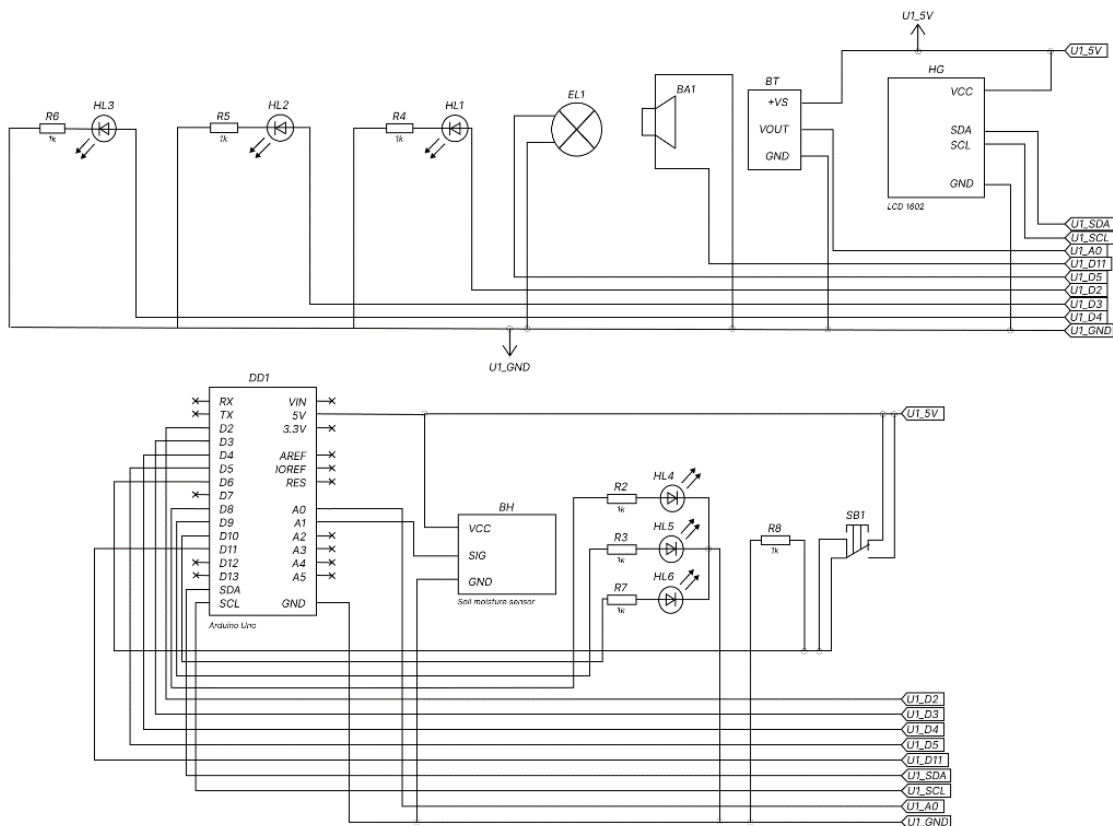 U1_5V
U1_5V
R6
1k
HL3
R5
1k
HL2
R4
1k
HL1
EL1
BA1
BT
+VS
VOUT
GND
HG
VCC
SDA
SCL
GND
LCD 1602
U1_SDA
U1_SCL
U1_A0
U1_D11
U1_D5
U1_D2
U1_D3
U1_D4
U1_GND
U1_GND
DD1
RX VIN
TX 5V
D2 3.3V
D3
D4 AREF
D5 IOREF
D6 RES
D7
D8 A0
D9 A1
D10 A2
D11 A3
D12 A4
D13 A5
SDA
SCL GND
Arduino Uno
BH
VCC
SIG
GND
Soil moisture sensor
R2
1k
HL4
R3
1k
HL5
R7
1k
HL6
R8
1k
SB1
U1_5V
U1_D2
U1_D3
U1_D4
U1_D5
U1_D11
U1_SDA
U1_SCL
U1_A0
U1_GND